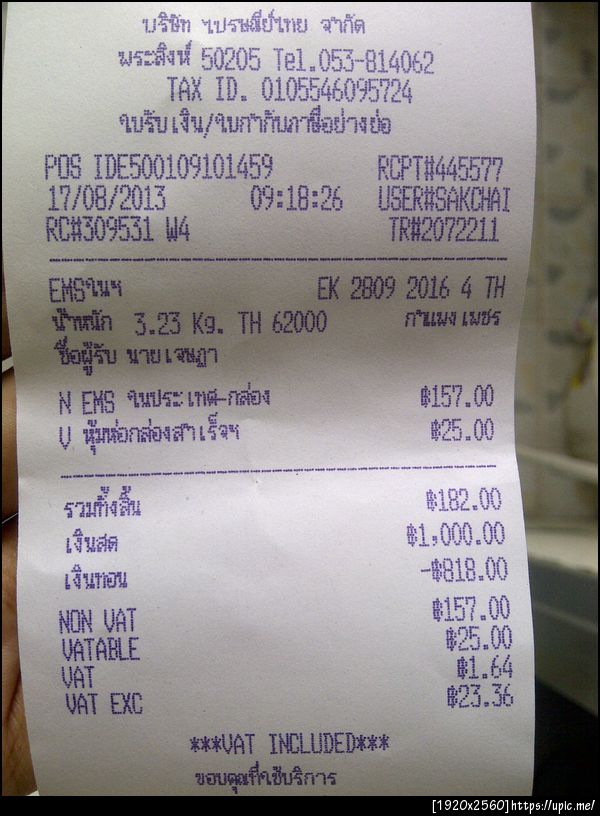 บริษัท ไปรษณีย์ไทย จำกัด
พระสิงห์ 50205 Tel.053-814062
TAX ID. 0105546095724
ใบรับเงิน/ใบกำกับภาษีอย่างย่อ
POS IDE500109101459 RCPT#445577
17/08/2013 09:18:26 USER#SAKCHAI
RC#309531 W4 TR#2072211
EMSในฯ EK 2809 2016 4 TH
น้ำหนัก 3.23 Kg. TH 62000 กำแพงเพชร
ชื่อผู้รับ นายเจษฎา
N EMS ในประเทศ-กล่อง ฿157.00
V หุ้มห่อกล่องสำเร็จฯ ฿25.00
รวมทั้งสิ้น ฿182.00
เงินสด ฿1,000.00
เงินทอน -฿818.00
NON VAT ฿157.00
VATABLE ฿25.00
VAT ฿1.64
VAT EXC ฿23.36
***VAT INCLUDED***
ขอบคุณที่ใช้บริการ
[1920x2560]https://upic.me/